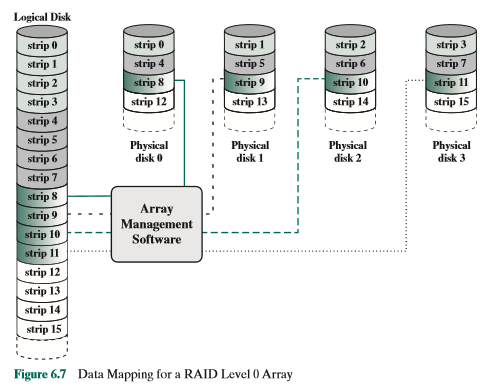 Logical Disk
strip 0
strip 1
strip 2
strip 3
strip 4
strip 5
strip 6
strip 7
strip 8
strip 9
strip 10
strip 11
strip 12
strip 13
strip 14
strip 15
strip 0
strip 4
strip 8
strip 12
Physical
disk 0
strip 1
strip 5
strip 9
strip 13
Physical
disk 1
strip 2
strip 6
strip 10
strip 14
Physical
disk 2
strip 3
strip 7
strip 11
strip 15
Physical
disk 3
Array
Management
Software
Figure 6.7 Data Mapping for a RAID Level 0 Array